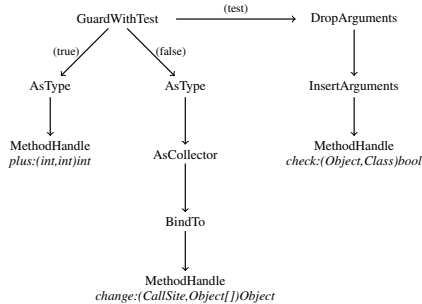 GuardWithTest
(test)
DropArguments
(true)
(false)
AsType
AsType
InsertArguments
MethodHandle
plus:(int,int)int
AsCollector
MethodHandle
check:(Object,Class)bool
BindTo
MethodHandle
change:(CallSite,Object[])Object